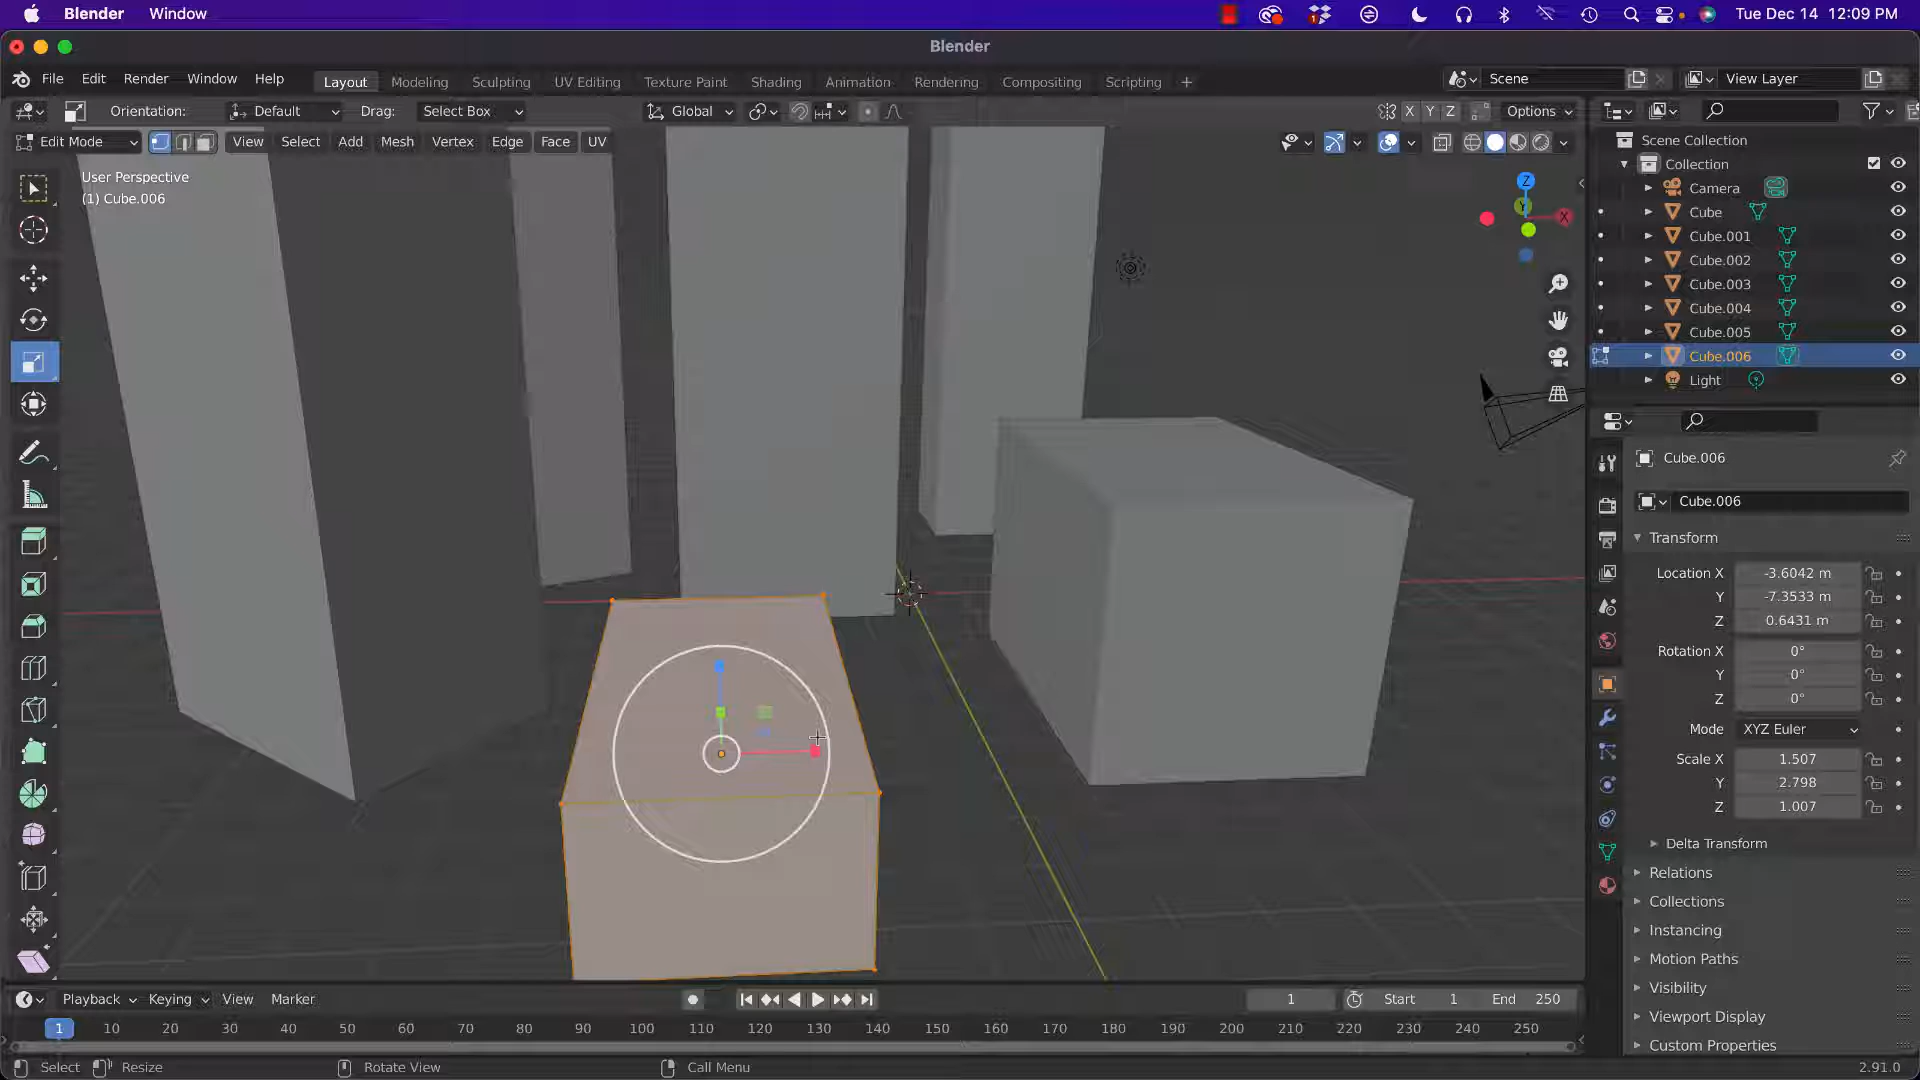 Blender Window 1 Tue Dec 14 12:09 PM
Blender
File Edit Render Window Help Layout Modeling Sculpting UV Editing Texture Paint Shading Animation Rendering Compositing Scripting + Scene View Layer
Orientation: Default Drag: Select Box Global X Y Z Options
Edit Mode View Select Add Mesh Vertex Edge Face UV
User Perspective
(1) Cube.006
Z
Y
X
Scene Collection
Collection
Camera
Cube
Cube.001
Cube.002
Cube.003
Cube.004
Cube.005
Cube.006
Light
Cube.006
Cube.006
Transform
Location X -3.6042 m
Y -7.3533 m
Z 0.6431 m
Rotation X 0°
Y 0°
Z 0°
Mode XYZ Euler
Scale X 1.507
Y 2.798
Z 1.007
Delta Transform
Relations
Collections
Instancing
Motion Paths
Visibility
Viewport Display
Custom Properties
Playback Keying View Marker 1 Start 1 End 250
1 10 20 30 40 50 60 70 80 90 100 110 120 130 140 150 160 170 180 190 200 210 220 230 240 250
Select Resize Rotate View Call Menu 2.91.0